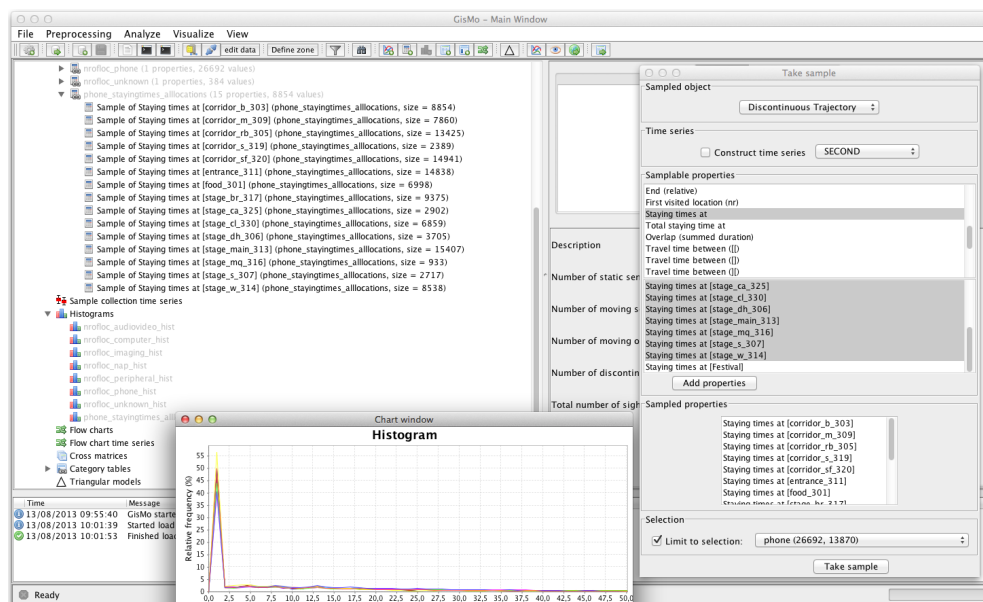 GisMo – Main Window
File Preprocessing Analyze Visualize View
edit data Define zone
nrofloc_phone (1 properties, 26692 values)
nrofloc_unknown (1 properties, 384 values)
phone_stayingtimes_alllocations (15 properties, 8854 values)
Sample of Staying times at [corridor_b_303] (phone_stayingtimes_alllocations, size = 8854)
Sample of Staying times at [corridor_m_309] (phone_stayingtimes_alllocations, size = 7860)
Sample of Staying times at [corridor_rb_305] (phone_stayingtimes_alllocations, size = 13425)
Sample of Staying times at [corridor_s_319] (phone_stayingtimes_alllocations, size = 2389)
Sample of Staying times at [corridor_sf_320] (phone_stayingtimes_alllocations, size = 14941)
Sample of Staying times at [entrance_311] (phone_stayingtimes_alllocations, size = 14838)
Sample of Staying times at [food_301] (phone_stayingtimes_alllocations, size = 6998)
Sample of Staying times at [stage_br_317] (phone_stayingtimes_alllocations, size = 9375)
Sample of Staying times at [stage_ca_325] (phone_stayingtimes_alllocations, size = 2902)
Sample of Staying times at [stage_cl_330] (phone_stayingtimes_alllocations, size = 6859)
Sample of Staying times at [stage_dh_306] (phone_stayingtimes_alllocations, size = 3705)
Sample of Staying times at [stage_main_313] (phone_stayingtimes_alllocations, size = 15407)
Sample of Staying times at [stage_mq_316] (phone_stayingtimes_alllocations, size = 933)
Sample of Staying times at [stage_s_307] (phone_stayingtimes_alllocations, size = 2717)
Sample of Staying times at [stage_w_314] (phone_stayingtimes_alllocations, size = 8538)
Sample collection time series
Histograms
nrofloc_audiovideo_hist
nrofloc_computer_hist
nrofloc_imaging_hist
nrofloc_nap_hist
nrofloc_peripheral_hist
nrofloc_phone_hist
nrofloc_unknown_hist
phone_stayingtimes_all
Flow charts
Flow chart time series
Cross matrices
Category tables
Triangular models
Time Message
13/08/2013 09:55:40 GisMo starte
13/08/2013 10:01:39 Started load
13/08/2013 10:01:53 Finished loa
Ready
Description
Number of static sen
Number of moving s
Number of moving o
Number of discontin
Total number of sigh
Chart window
Histogram
Relative frequency (%)
55
50
45
40
35
30
25
20
15
10
5
0
0,0 2,5 5,0 7,5 10,0 12,5 15,0 17,5 20,0 22,5 25,0 27,5 30,0 32,5 35,0 37,5 40,0 42,5 45,0 47,5 50,0
Take sample
Sampled object
Discontinuous Trajectory
Time series
Construct time series SECOND
Samplable properties
End (relative)
First visited location (nr)
Staying times at
Total staying time at
Overlap (summed duration)
Travel time between ([])
Travel time between (][)
Travel time between (][)
Staying times at [stage_ca_325]
Staying times at [stage_cl_330]
Staying times at [stage_dh_306]
Staying times at [stage_main_313]
Staying times at [stage_mq_316]
Staying times at [stage_s_307]
Staying times at [stage_w_314]
Staying times at [Festival]
Add properties
Sampled properties
Staying times at [corridor_b_303]
Staying times at [corridor_m_309]
Staying times at [corridor_rb_305]
Staying times at [corridor_s_319]
Staying times at [corridor_sf_320]
Staying times at [entrance_311]
Staying times at [food_301]
Staying times at [stage_br_317]
Selection
Limit to selection: phone (26692, 13870)
Take sample